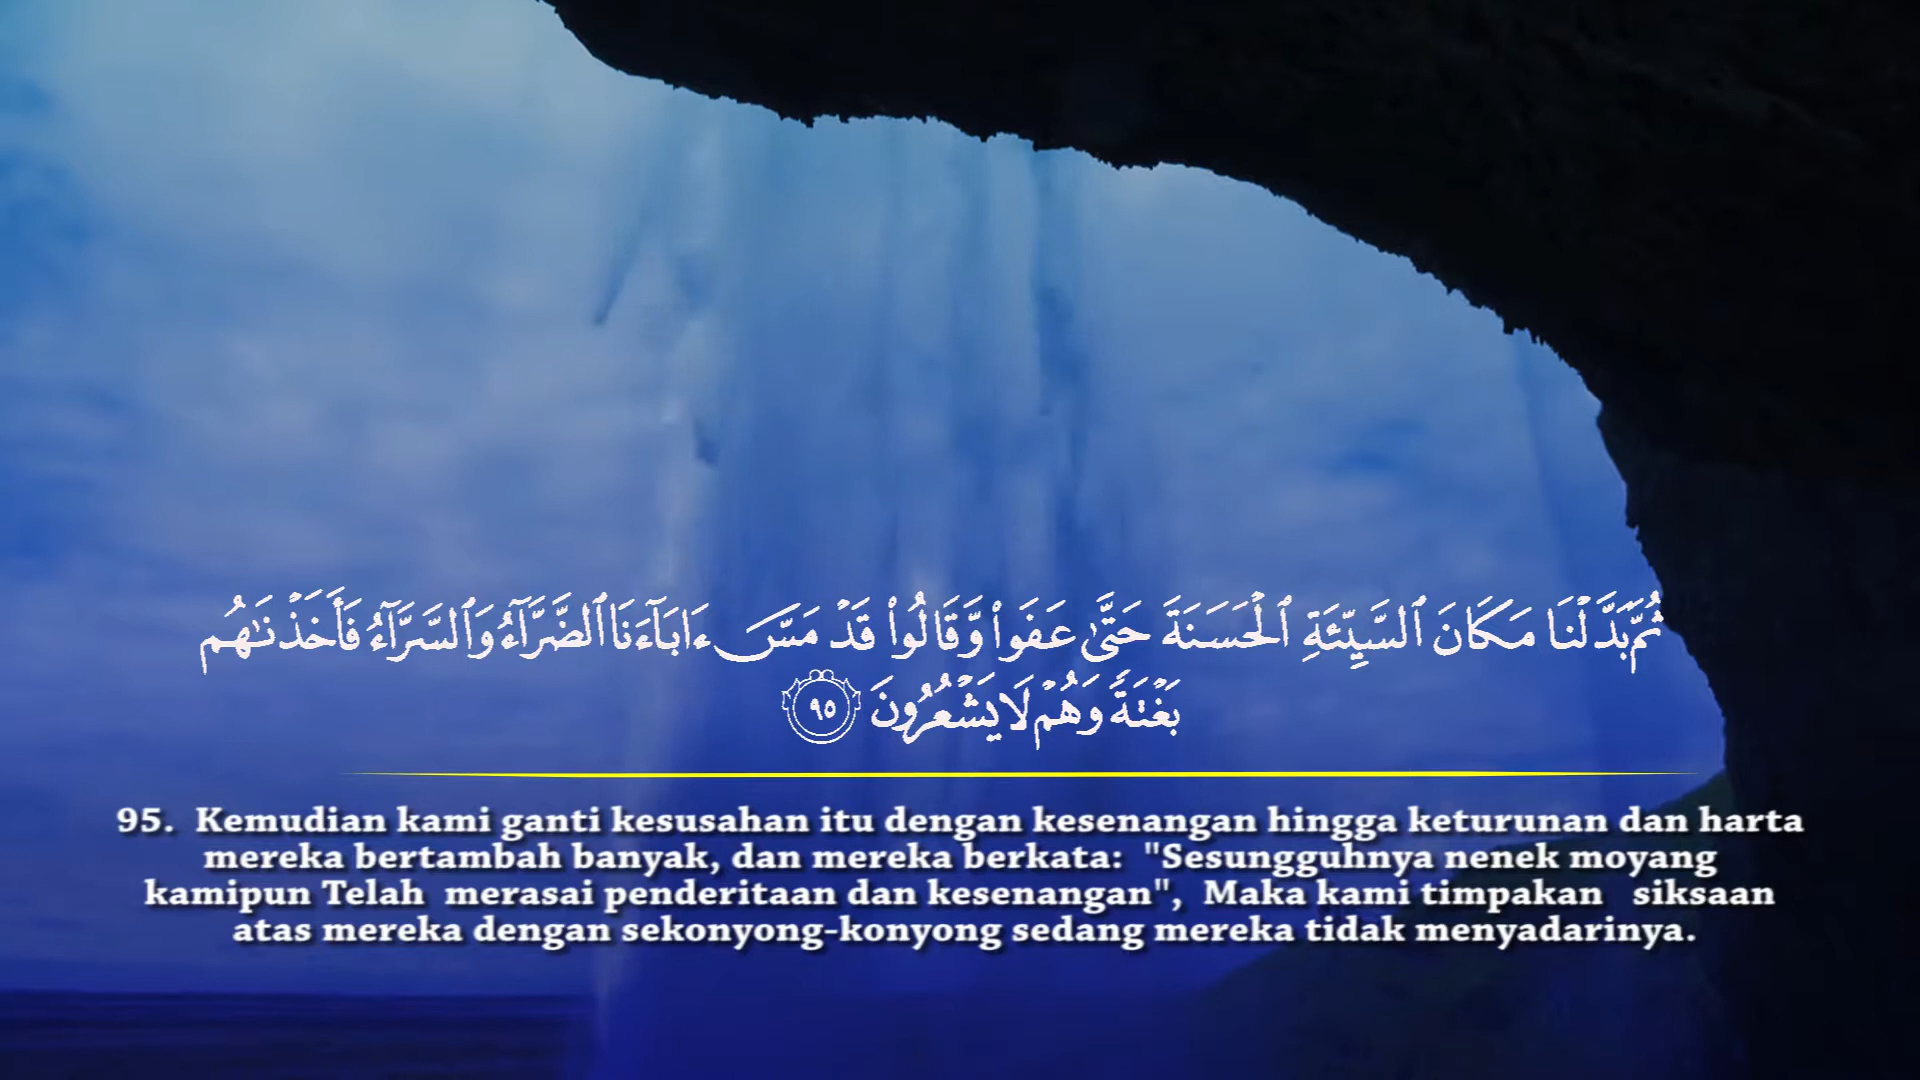 ثُمَّ بَدَّلْنَا مَكَانَ ٱلسَّيِّئَةِ ٱلْحَسَنَةَ حَتَّىٰ عَفَوا۟ وَّقَالُوا۟ قَدْ مَسَّ ءَابَآءَنَا ٱلضَّرَّآءُ وَٱلسَّرَّآءُ فَأَخَذْنَـٰهُم
بَغْتَةً وَهُمْ لَا يَشْعُرُونَ ٩٥
95. Kemudian kami ganti kesusahan itu dengan kesenangan hingga keturunan dan harta
mereka bertambah banyak, dan mereka berkata: "Sesungguhnya nenek moyang
kamipun Telah merasai penderitaan dan kesenangan", Maka kami timpakan siksaan
atas mereka dengan sekonyong-konyong sedang mereka tidak menyadarinya.